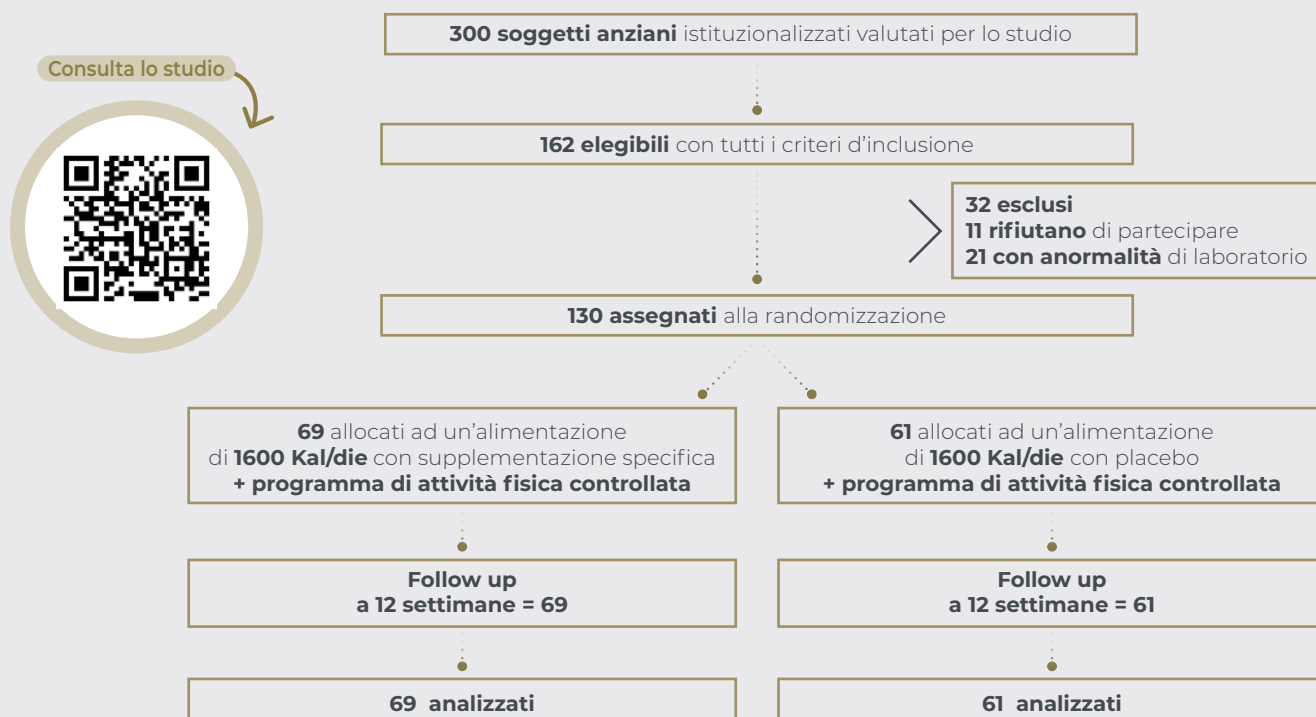 300 soggetti anziani istituzionalizzati valutati per lo studio
Consulta lo studio
162 elegibili con tutti i criteri d'inclusione
32 esclusi
11 rifiutano di partecipare
21 con anormalità di laboratorio
130 assegnati alla randomizzazione
69 allocati ad un'alimentazione
di 1600 Kal/die con supplementazione specifica
+ programma di attività fisica controllata
61 allocati ad un'alimentazione
di 1600 Kal/die con placebo
+ programma di attività fisica controllata
Follow up
a 12 settimane = 69
Follow up
a 12 settimane = 61
69 analizzati
61 analizzati